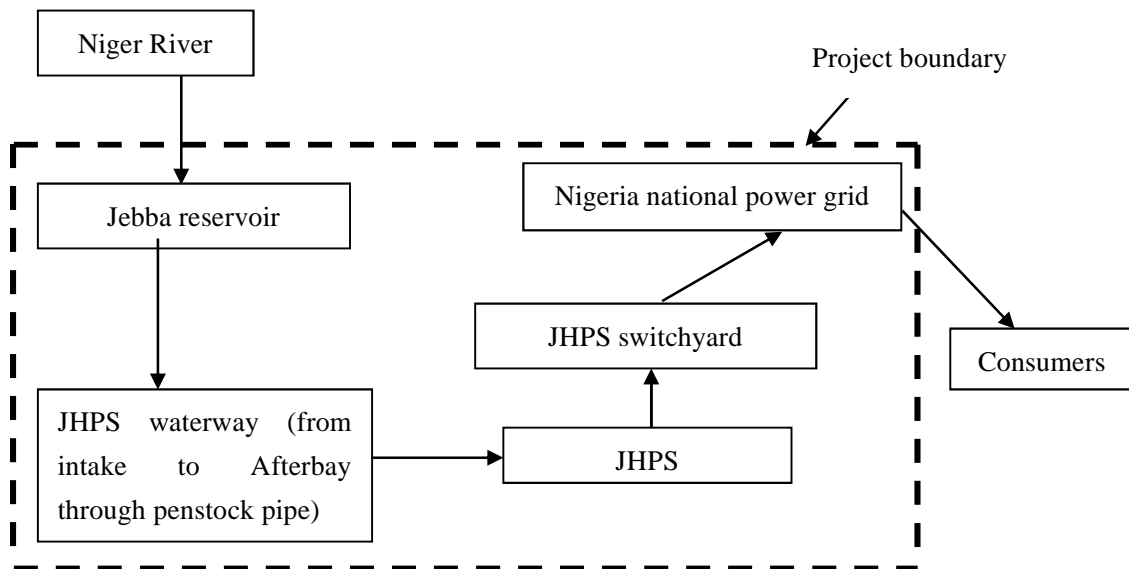 Niger River
Project boundary
Jebba reservoir
Nigeria national power grid
JHPS switchyard
Consumers
JHPS waterway (from
intake to Afterbay
through penstock pipe)
JHPS